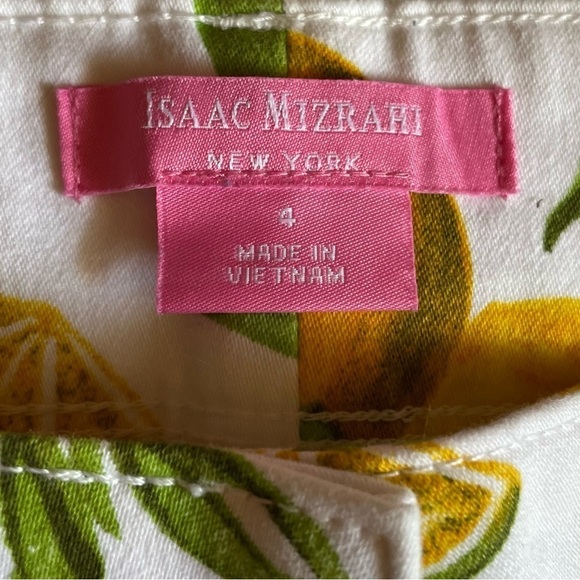 ISAAC MIZRAHI
NEW YORK
4
MADE IN
VIETNAM